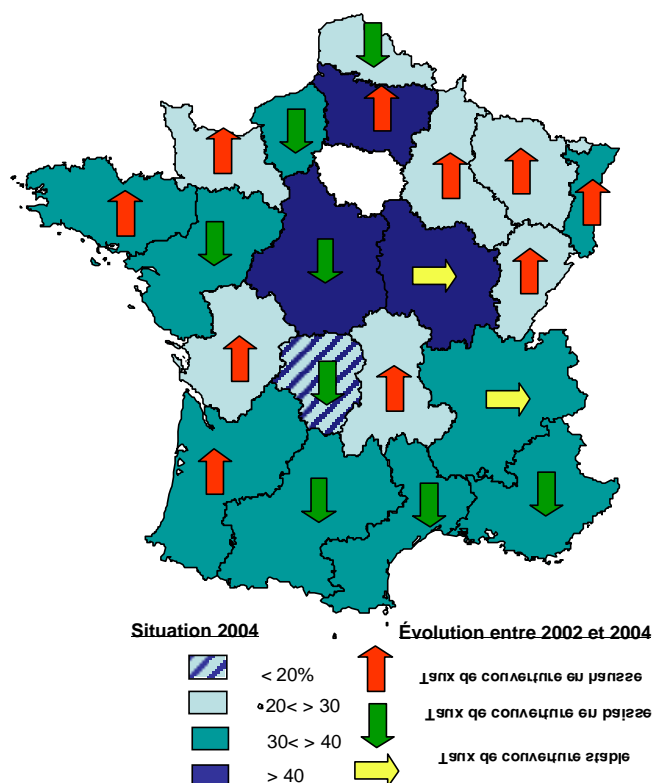 Situation 2004 Évolution entre 2002 et 2004
< 20% Taux de couverture en hausse
20< > 30 Taux de couverture en baisse
30< > 40 Taux de couverture stable
> 40